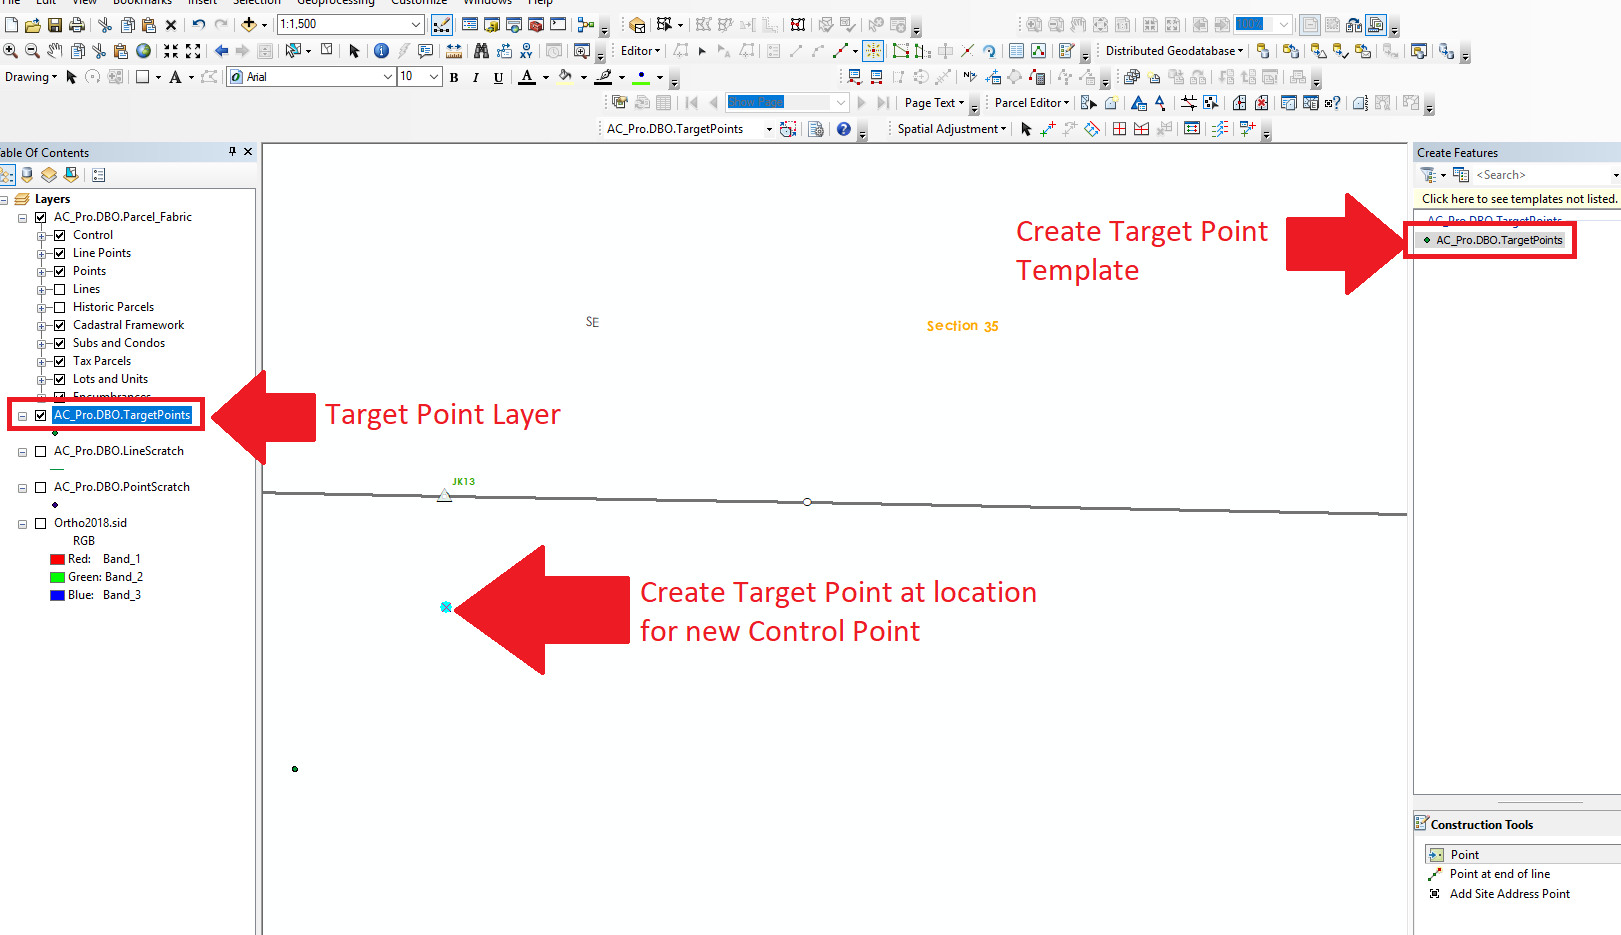 File Edit View Bookmarks Insert Selection Geoprocessing Customize Windows Help
1:1,500
100%
Editor
Distributed Geodatabase
Drawing
Arial
10
B I U A
Show Page
Page Text
Parcel Editor
AC_Pro.DBO.TargetPoints
Spatial Adjustment
Table Of Contents
Layers
AC_Pro.DBO.Parcel_Fabric
Control
Line Points
Points
Lines
Historic Parcels
Cadastral Framework
Subs and Condos
Tax Parcels
Lots and Units
Encumbrances
AC_Pro.DBO.TargetPoints
AC_Pro.DBO.LineScratch
AC_Pro.DBO.PointScratch
Ortho2018.sid
RGB
Red: Band_1
Green: Band_2
Blue: Band_3
Target Point Layer
SE
Section 35
JK13
Create Target Point
Template
Create Target Point at location
for new Control Point
Create Features
<Search>
Click here to see templates not listed.
AC_Pro.DBO.TargetPoints
AC_Pro.DBO.TargetPoints
Construction Tools
Point
Point at end of line
Add Site Address Point